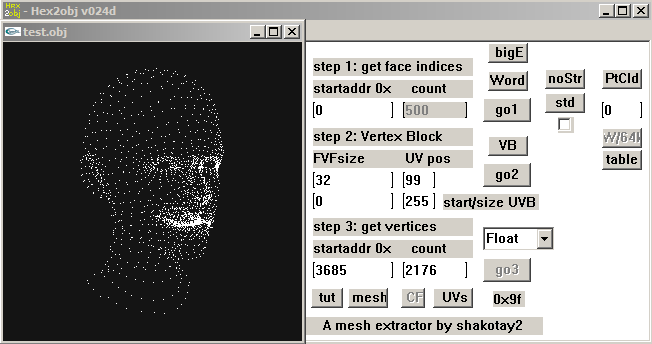 Hex 2obj - Hex2obj v024d
test.obj
bigE
step 1: get face indices
Word noStr PtCld
startaddr 0x count
0 500 go1 std 0
step 2: Vertex Block
VB W/64k
FVFsize UV pos table
32 99 go2
0 255 start/size UVB
step 3: get vertices
Float
startaddr 0x count
3685 2176 go3
tut mesh CF UVs 0x9f
A mesh extractor by shakotay2